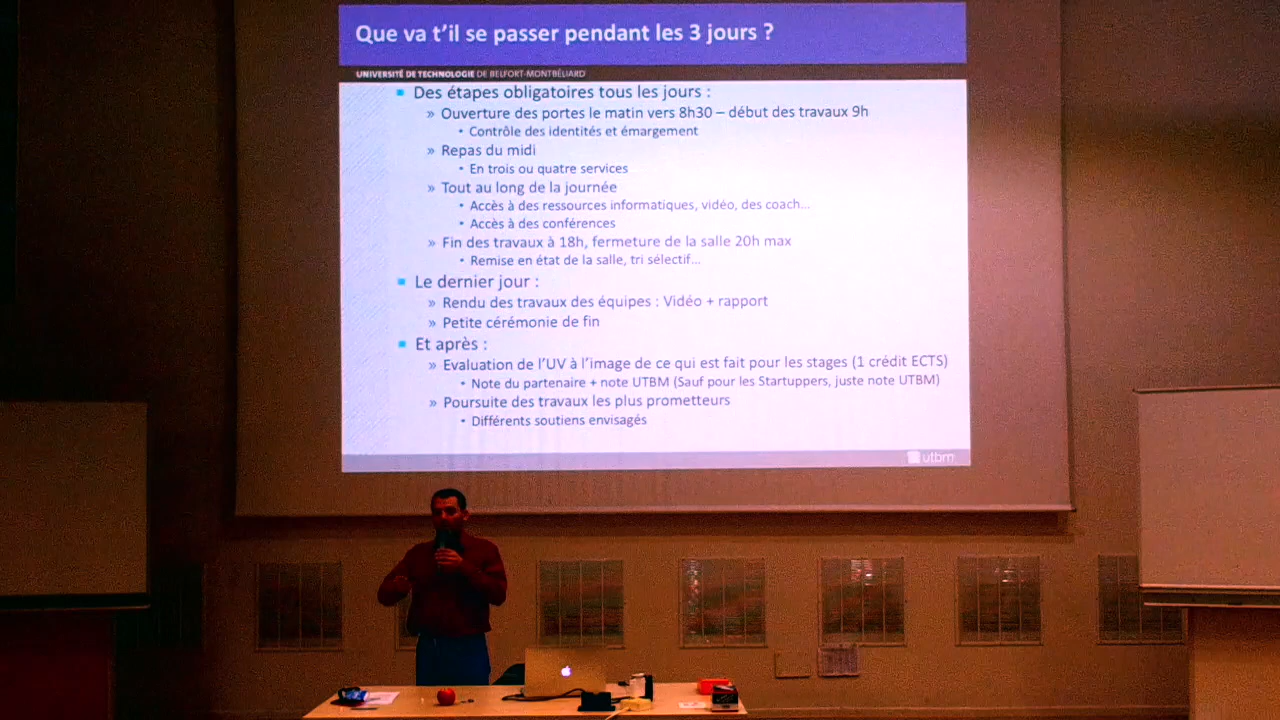 Que va t'il se passer pendant les 3 jours ?
UNIVERSITÉ DE TECHNOLOGIE DE BELFORT-MONTBÉLIARD
▪ Des étapes obligatoires tous les jours :
» Ouverture des portes le matin vers 8h30 – début des travaux 9h
• Contrôle des identités et émargement
» Repas du midi
• En trois ou quatre services
» Tout au long de la journée
• Accès à des ressources informatiques, vidéo, des coach...
• Accès à des conférences
» Fin des travaux à 18h, fermeture de la salle 20h max
• Remise en état de la salle, tri sélectif...
▪ Le dernier jour :
» Rendu des travaux des équipes : Vidéo + rapport
» Petite cérémonie de fin
▪ Et après :
» Evaluation de l'UV à l'image de ce qui est fait pour les stages (1 crédit ECTS)
• Note du partenaire + note UTBM (Sauf pour les Startuppers, juste note UTBM)
» Poursuite des travaux les plus prometteurs
• Différents soutiens envisagés
utbm